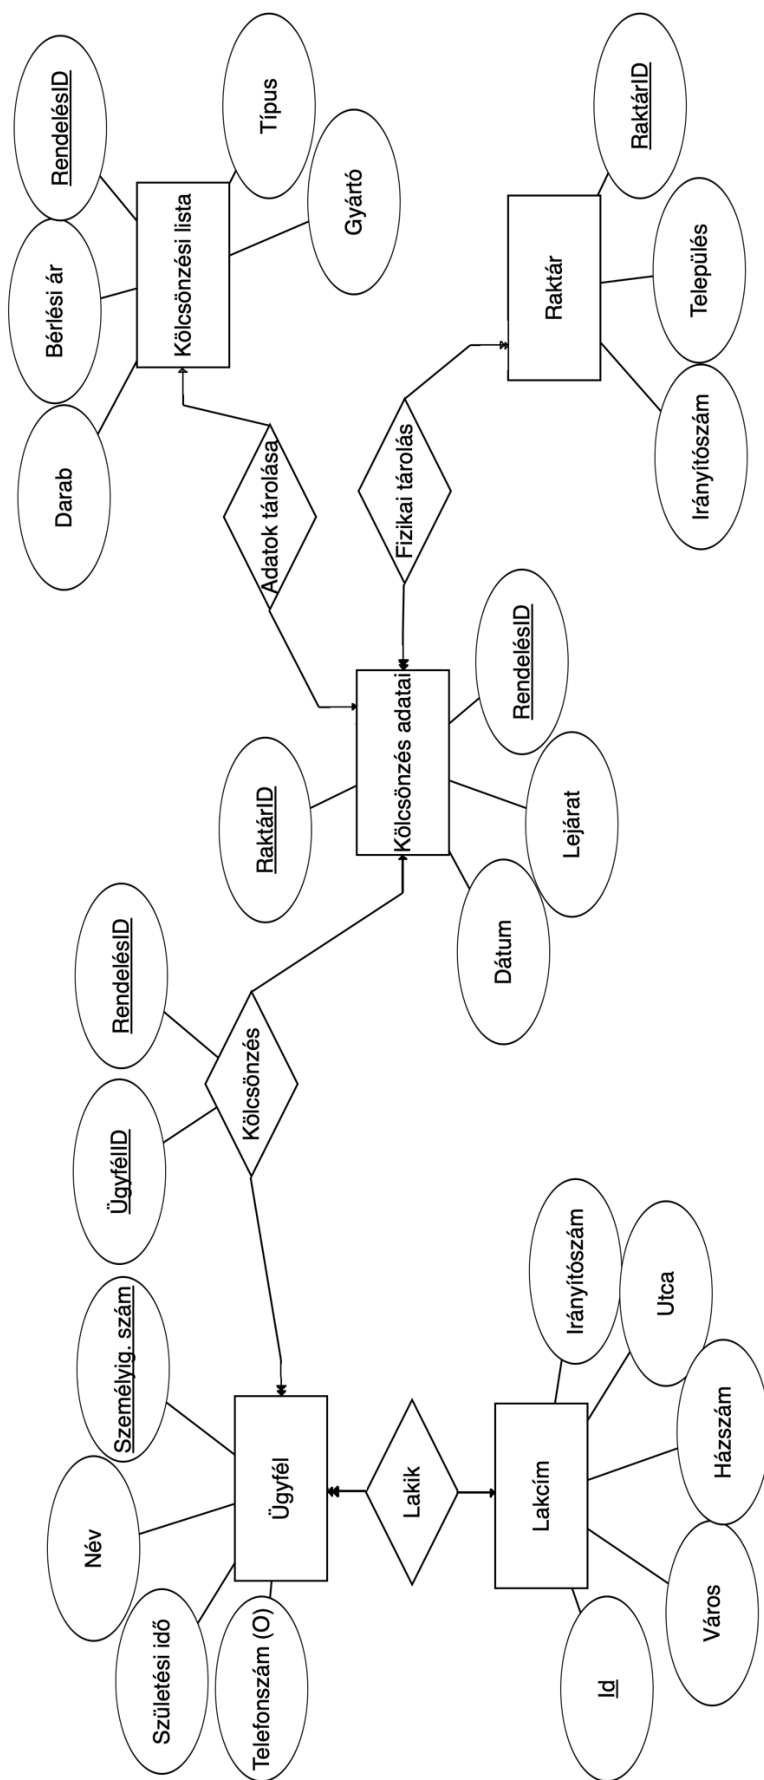 Személyig. szám
Név
Születési idő
Telefonszám (O)
Ügyfél
Lakik
Lakcím
Id
Város
Házszám
Utca
Irányítószám
ÜgyfélID
RendelésID
Kölcsönzés
RaktárID
Kölcsönzés adatai
Dátum
Lejárat
RendelésID
Adatok tárolása
Fizikai tárolás
Darab
Bérlési ár
RendelésID
Kölcsönzési lista
Típus
Gyártó
Raktár
RaktárID
Település
Irányítószám